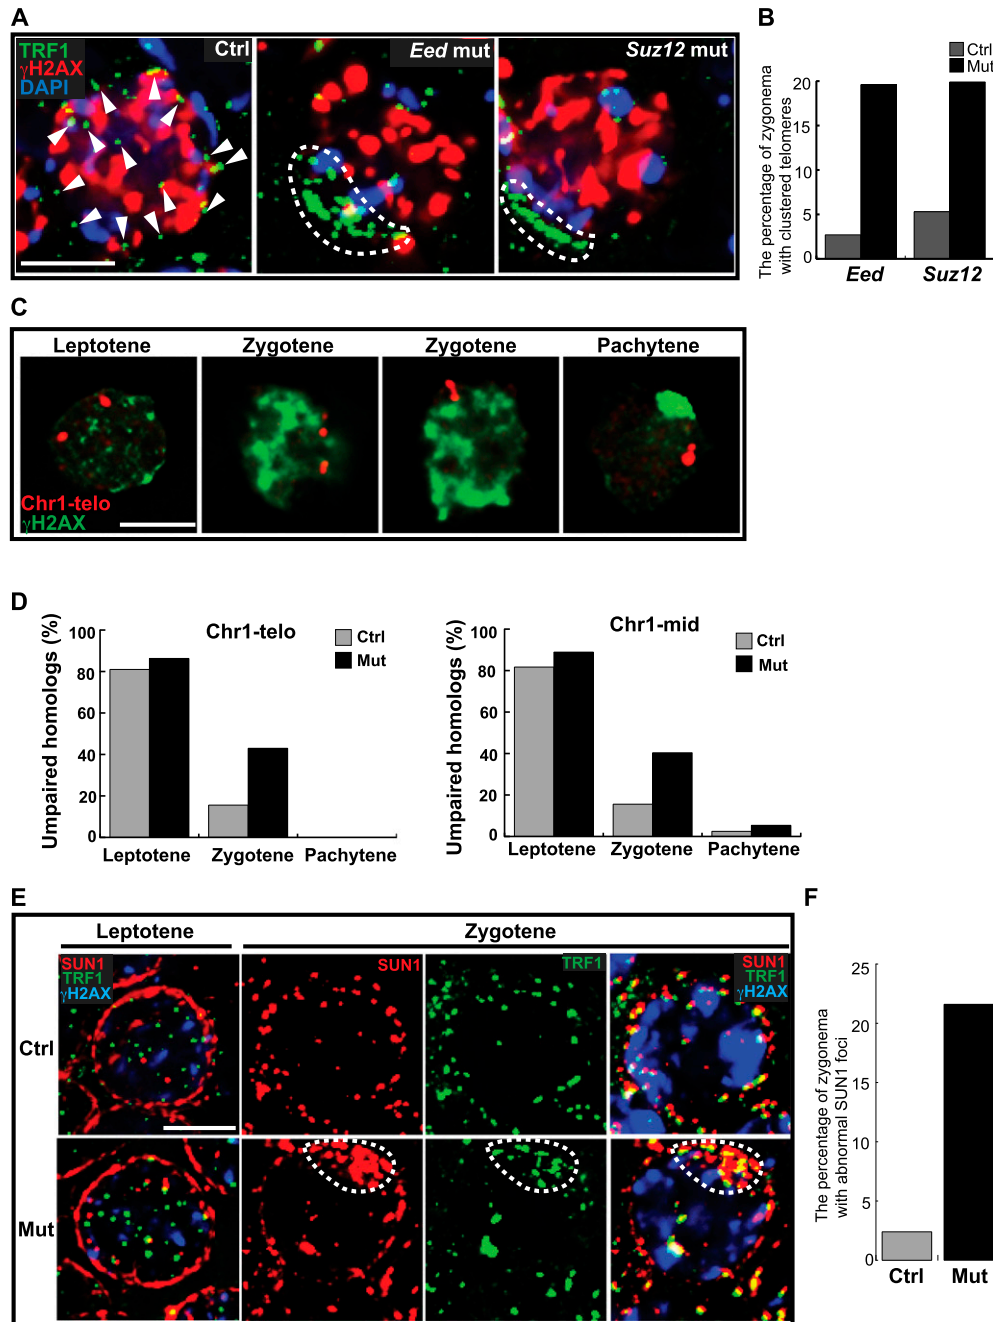 A
TRF1
γH2AX
DAPI
Ctrl
Eed mut
Suz12 mut
B
Ctrl
Mut
The percentage of zygonema
with clustered telomeres
20
15
10
5
0
Eed
Suz12
C
Leptotene
Zygotene
Zygotene
Pachytene
Chr1-telo
γH2AX
D
Chr1-telo
Ctrl
Mut
Umpaired homologs (%)
100
80
60
40
20
0
Leptotene
Zygotene
Pachytene
Chr1-mid
Ctrl
Mut
Umpaired homologs (%)
100
80
60
40
20
0
Leptotene
Zygotene
Pachytene
E
Leptotene
Zygotene
SUN1
TRF1
γH2AX
SUN1
TRF1
SUN1
TRF1
γH2AX
Ctrl
Mut
F
The percentage of zygonema
with abnormal SUN1 foci
25
20
15
10
5
0
Ctrl
Mut